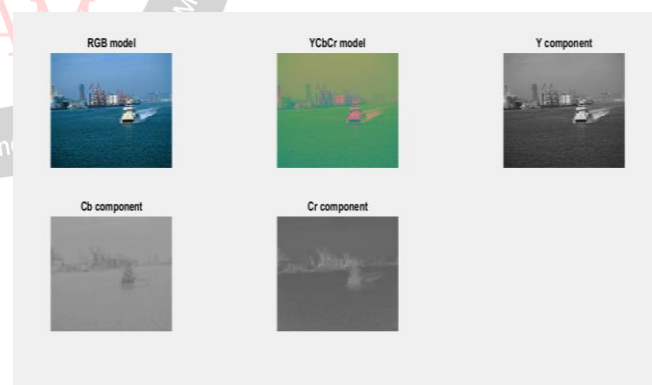 RGB model
YCbCr model
Y component
Cb component
Cr component